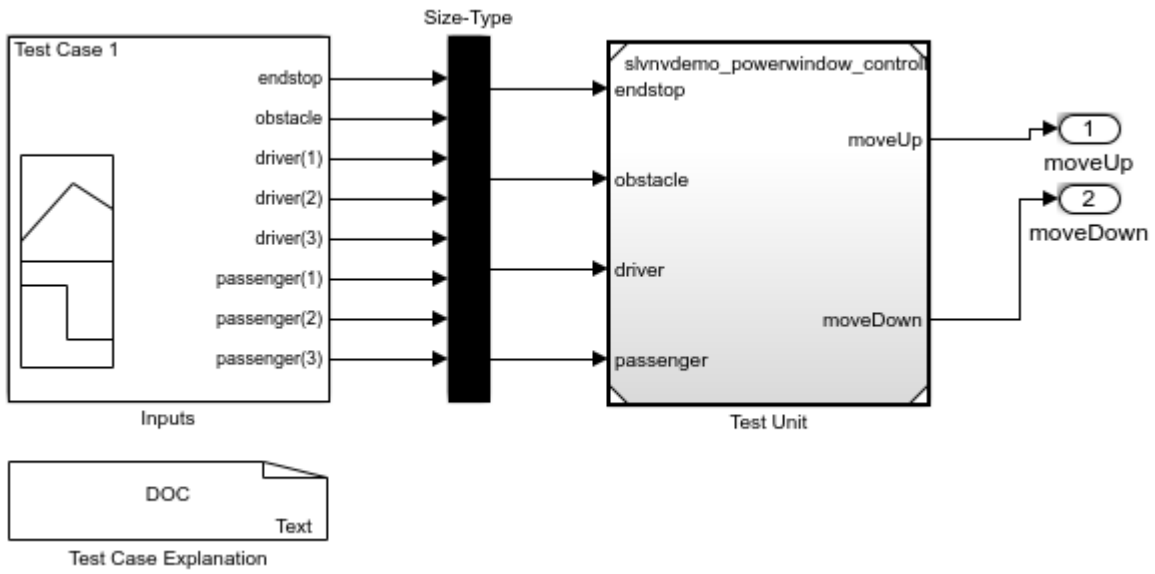 Size-Type
Test Case 1
endstop
obstacle
driver(1)
driver(2)
driver(3)
passenger(1)
passenger(2)
passenger(3)
Inputs
slvnvdemo_powerwindow_controll
endstop
obstacle
driver
passenger
moveUp
moveDown
Test Unit
1
moveUp
2
moveDown
DOC
Text
Test Case Explanation